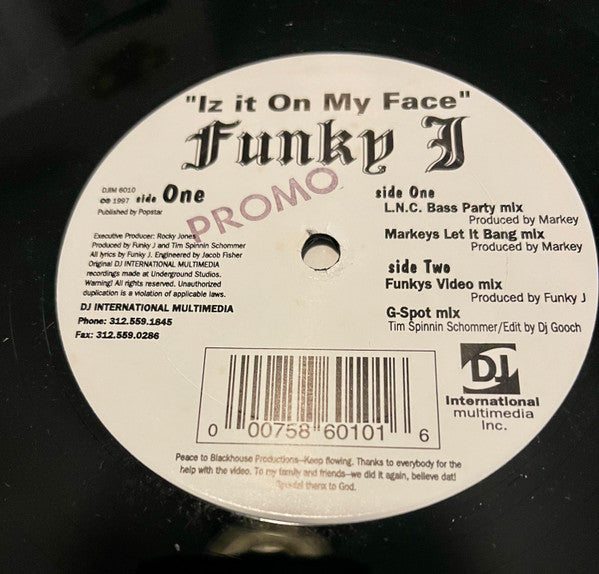 "Iz it On My Face"
Funky J
DJIM 6010
℗© 1997 side One
Published by Popstar
PROMO
Executive Producer: Rocky Jones
Produced by Funky J and Tim Spinnin Schommer
All lyrics by Funky J. Engineered by Jacob Fisher
Original DJ INTERNATIONAL MULTIMEDIA
recordings made at Underground Studios.
Warning! All rights reserved. Unauthorized
duplication is a violation of applicable laws.
DJ INTERNATIONAL MULTIMEDIA
Phone: 312.559.1845
Fax: 312.559.0286
side One
L.N.C. Bass Party mix
Produced by Markey
Markeys Let It Bang mix
Produced by Markey
side Two
Funkys Video mix
Produced by Funky J
G-Spot mix
Tim Spinnin Schommer/Edit by Dj Gooch
DJ
International
multimedia
Inc.
0 00758 60101 6
Peace to Blackhouse Productions--Keep flowing. Thanks to everybody for the
help with the video. To my family and friends--we did it again, believe dat!
Special thanx to God.